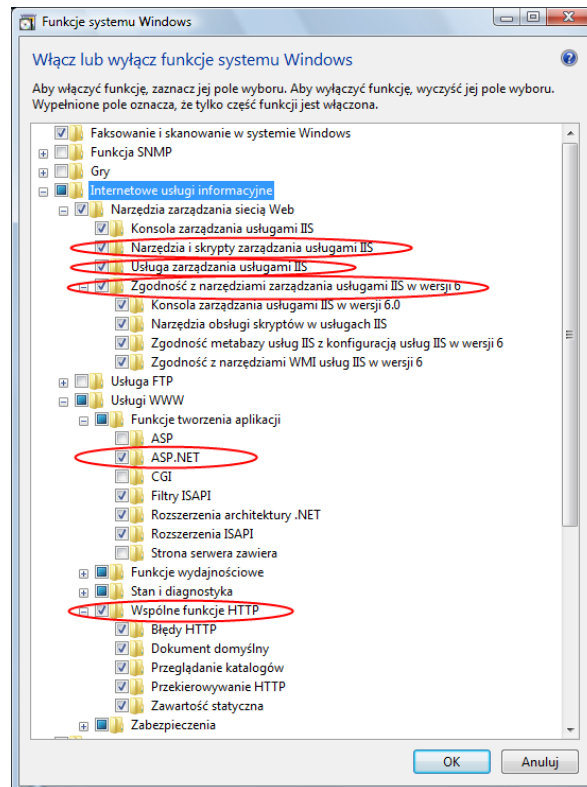 Funkcje systemu Windows
Włącz lub wyłącz funkcje systemu Windows
Aby włączyć funkcję, zaznacz jej pole wyboru. Aby wyłączyć funkcję, wyczyść jej pole wyboru.
Wypełnione pole oznacza, że tylko część funkcji jest włączona.
Faksowanie i skanowanie w systemie Windows
Funkcja SNMP
Gry
Internetowe usługi informacyjne
Narzędzia zarządzania siecią Web
Konsola zarządzania usługami IIS
Narzędzia i skrypty zarządzania usługami IIS
Usługa zarządzania usługami IIS
Zgodność z narzędziami zarządzania usługami IIS w wersji 6
Konsola zarządzania usługami IIS w wersji 6.0
Narzędzia obsługi skryptów w usługach IIS
Zgodność metabazy usług IIS z konfiguracją usług IIS w wersji 6
Zgodność z narzędziami WMI usług IIS w wersji 6
Usługa FTP
Usługi WWW
Funkcje tworzenia aplikacji
ASP
ASP.NET
CGI
Filtry ISAPI
Rozszerzenia architektury .NET
Rozszerzenia ISAPI
Strona serwera zawiera
Funkcje wydajnościowe
Stan i diagnostyka
Wspólne funkcje HTTP
Błędy HTTP
Dokument domyślny
Przeglądanie katalogów
Przekierowywanie HTTP
Zawartość statyczna
Zabezpieczenia
OK Anuluj